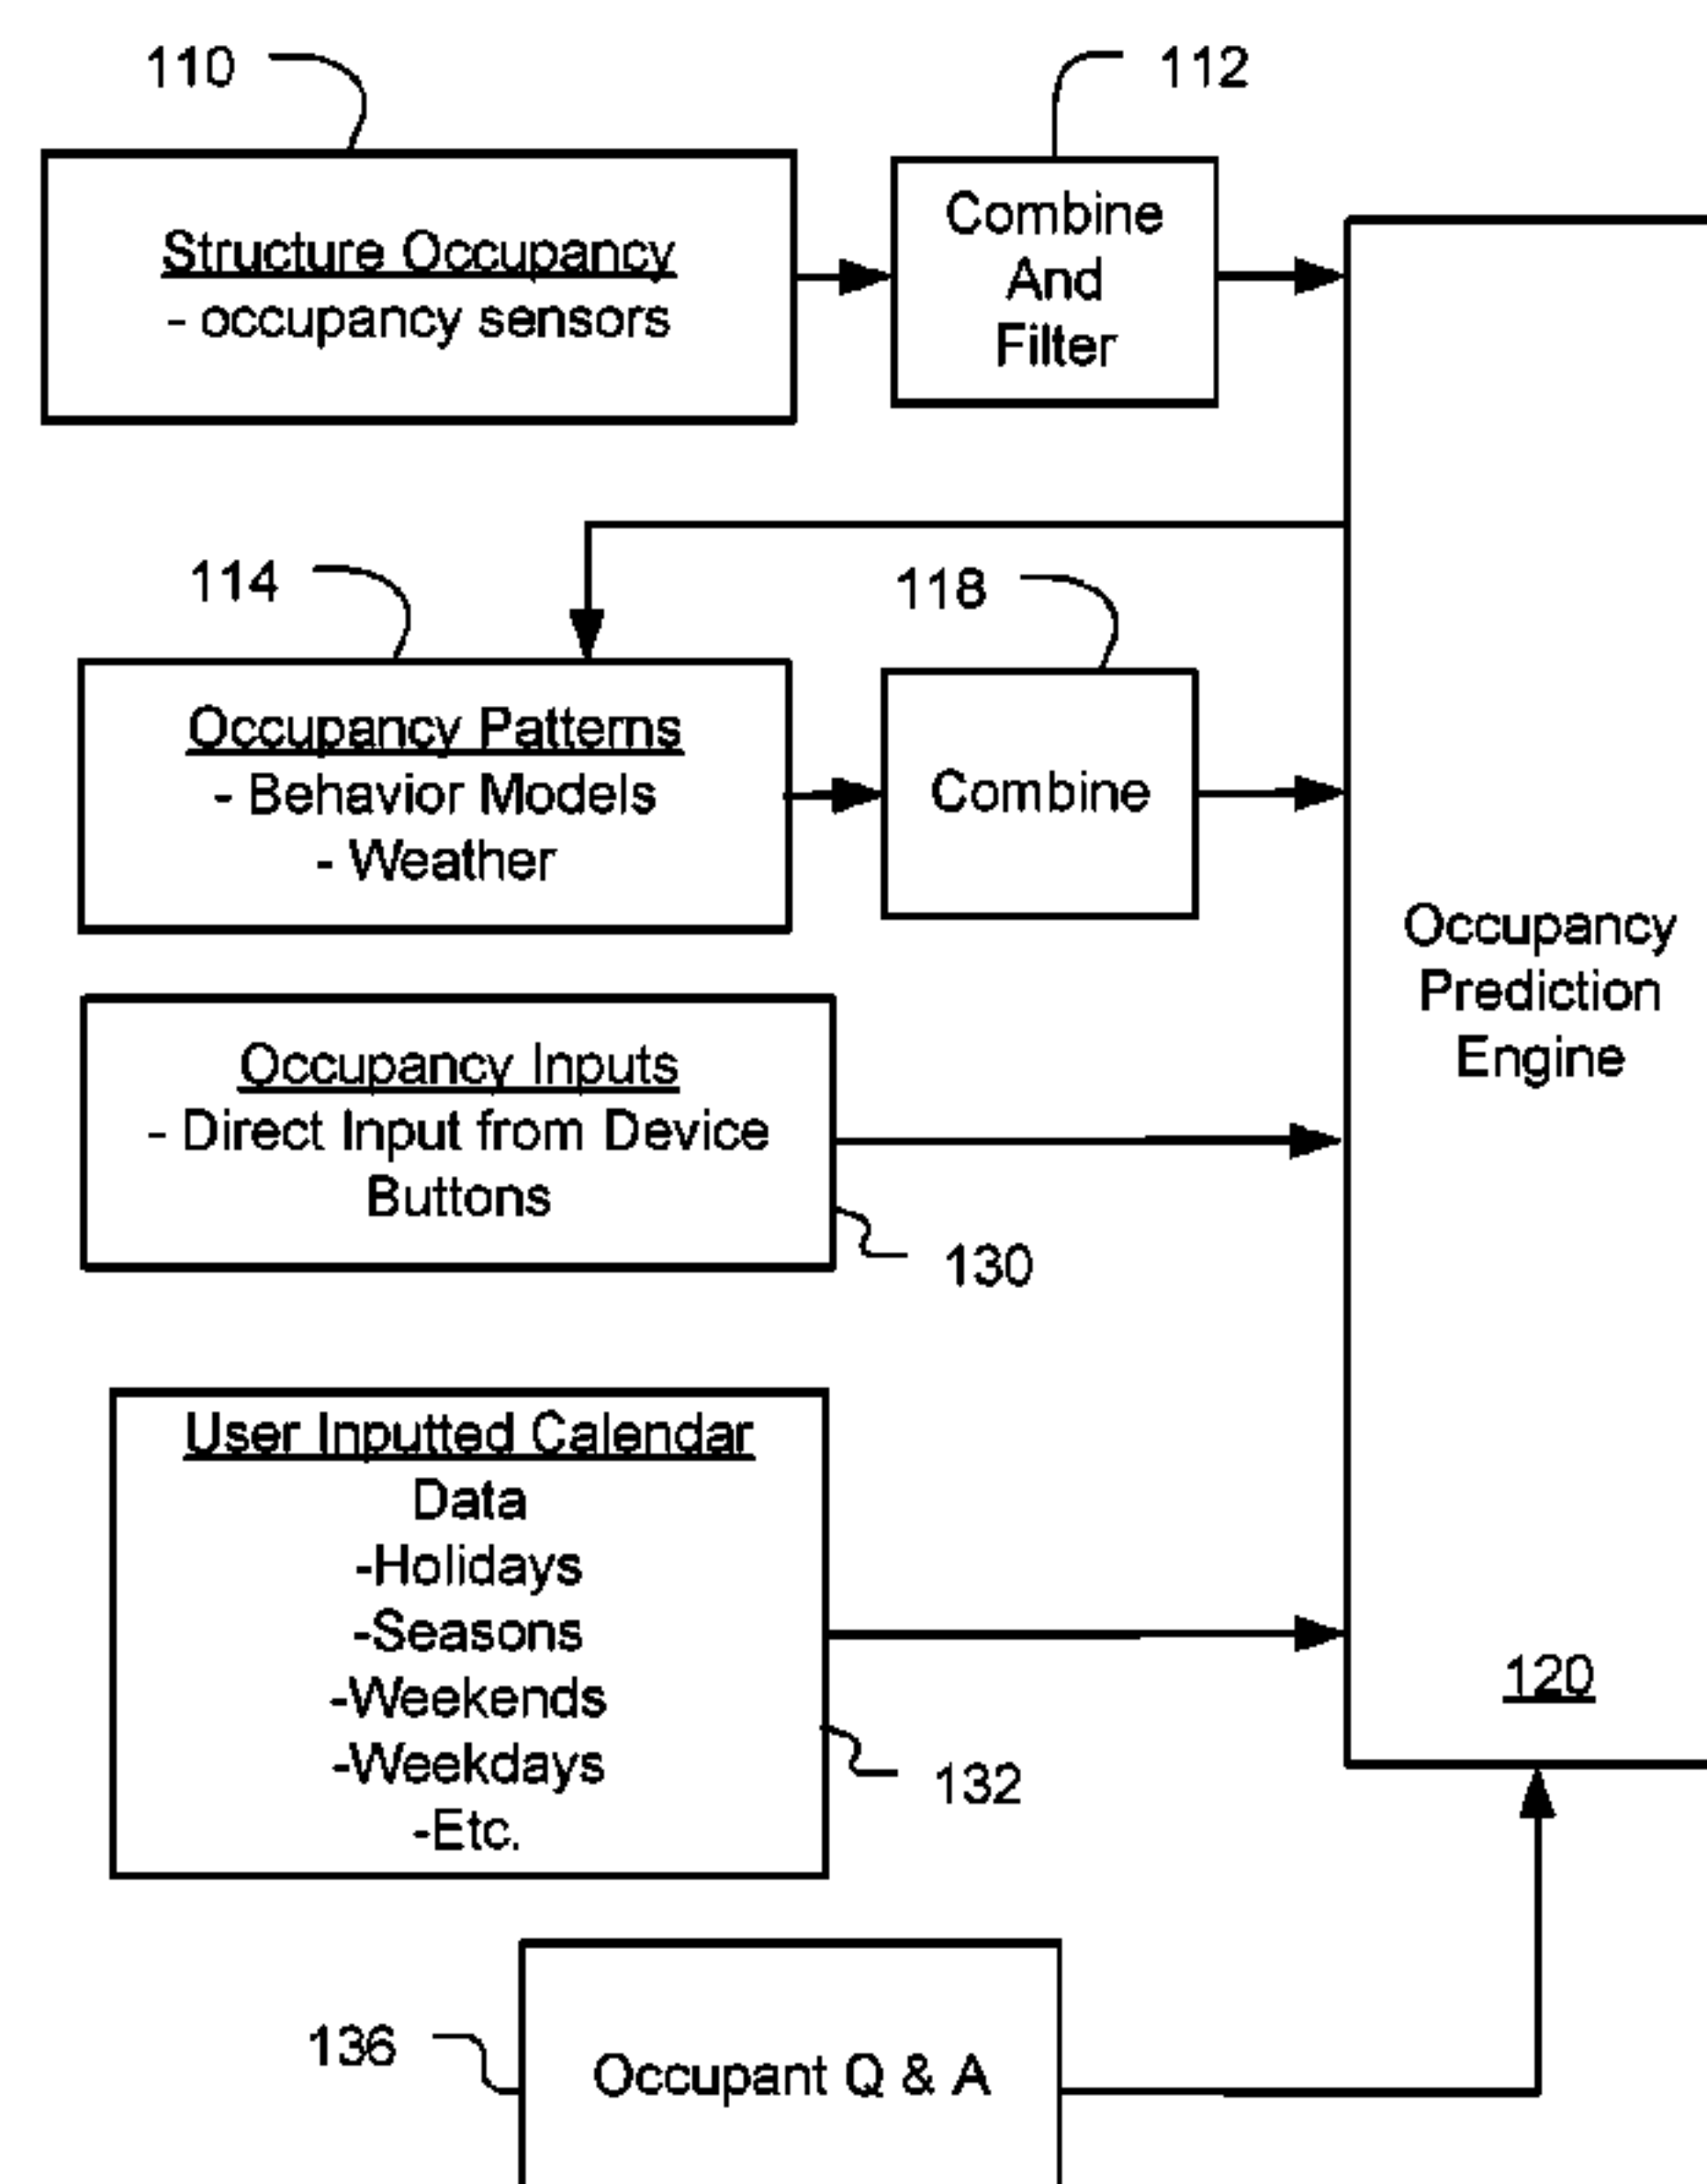 110
112
Structure Occupancy
- occupancy sensors
Combine
And
Filter
114
118
Occupancy Patterns
- Behavior Models
- Weather
Combine
Occupancy
Prediction
Engine
Occupancy Inputs
- Direct Input from Device
Buttons
130
User Inputted Calendar
Data
-Holidays
-Seasons
-Weekends
-Weekdays
-Etc.
132
120
136
Occupant Q & A